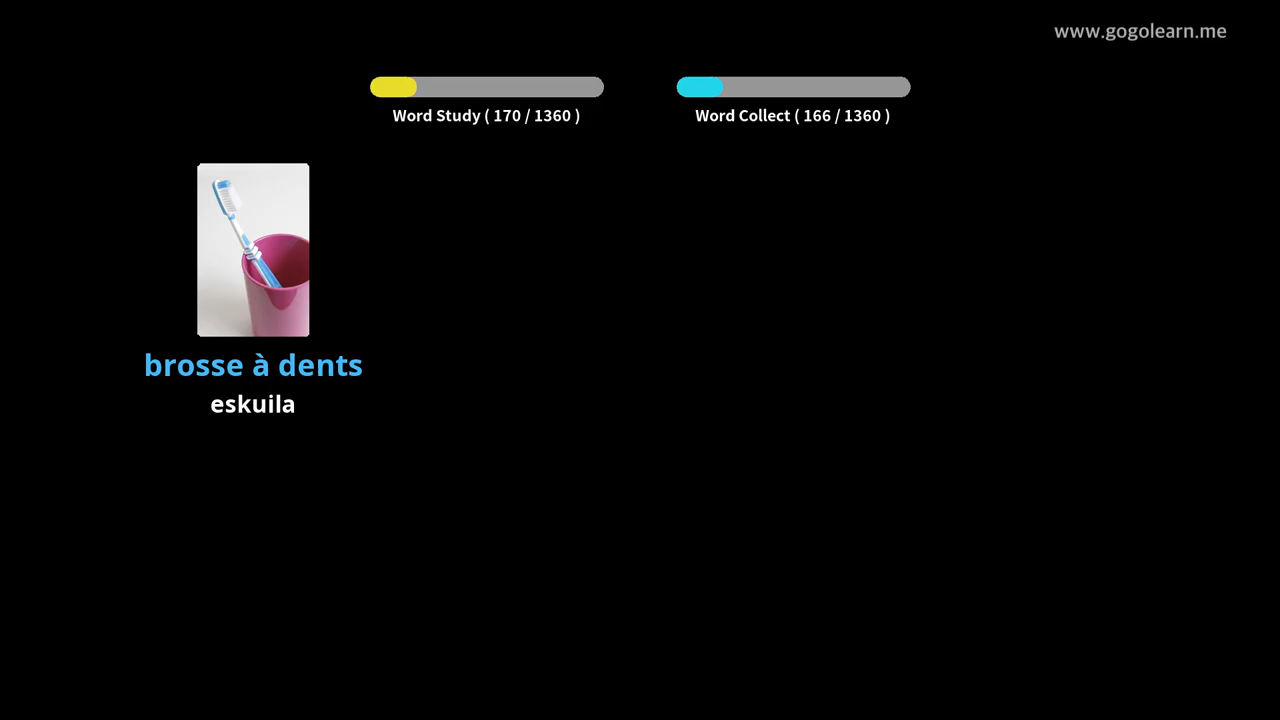 www.gogolearn.me
Word Study ( 170 / 1360 )
Word Collect ( 166 / 1360 )
brosse à dents
eskuila